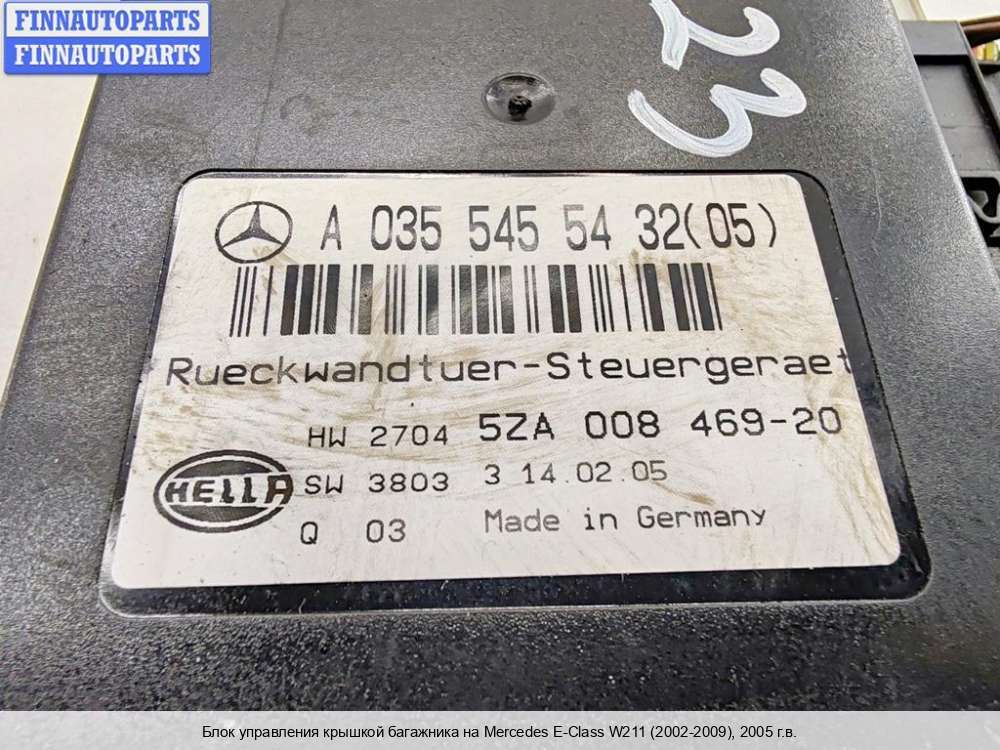 FINNAUTOPARTS
FINNAUTOPARTS
23
A 035 545 54 32(05)
Rueckwandtuer-Steuergeraet
HW 2704 5ZA 008 469-20
HELLA SW 3803 3 14.02.05
Q 03 Made in Germany
Блок управления крышкой багажника на Mercedes E-Class W211 (2002-2009), 2005 г.в.